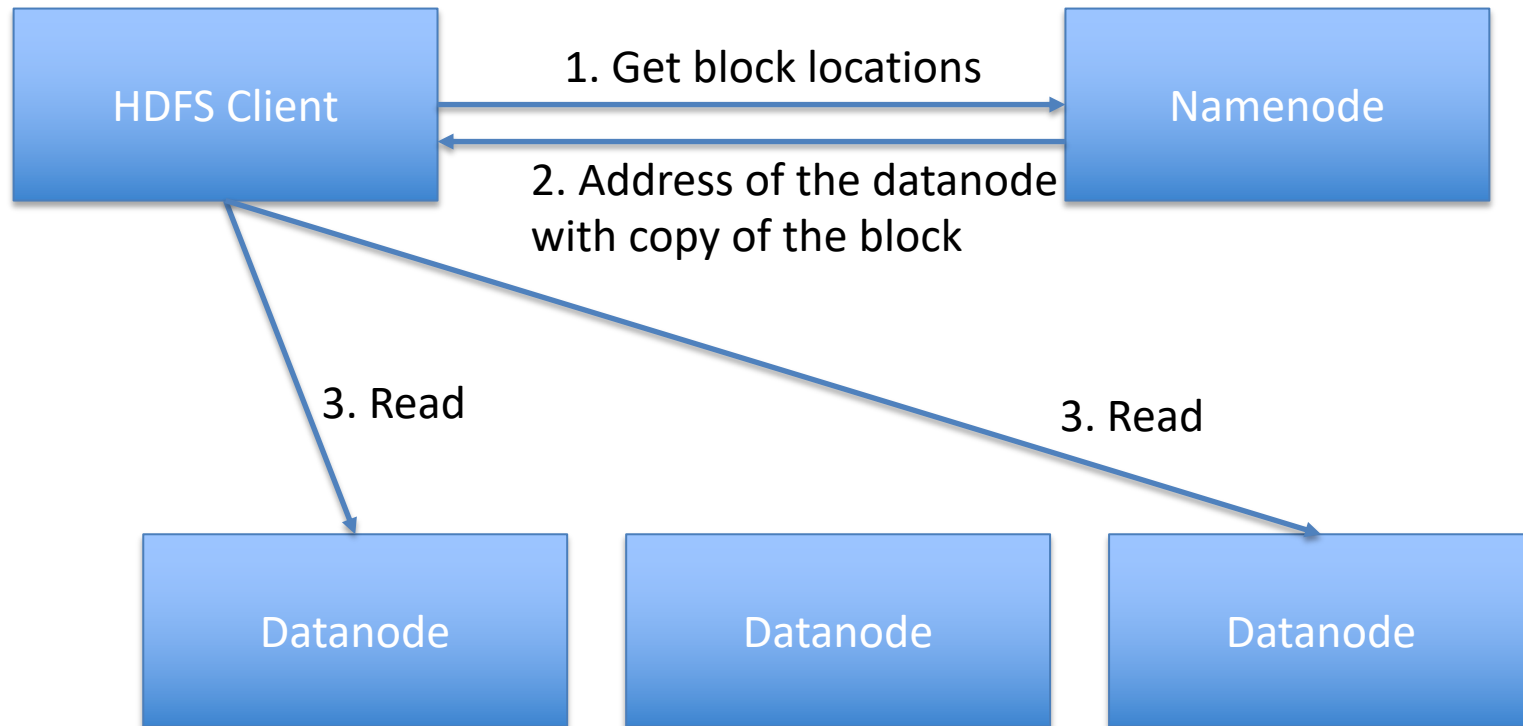 HDFS Client
1. Get block locations
Namenode
2. Address of the datanode
with copy of the block
3. Read
3. Read
Datanode
Datanode
Datanode